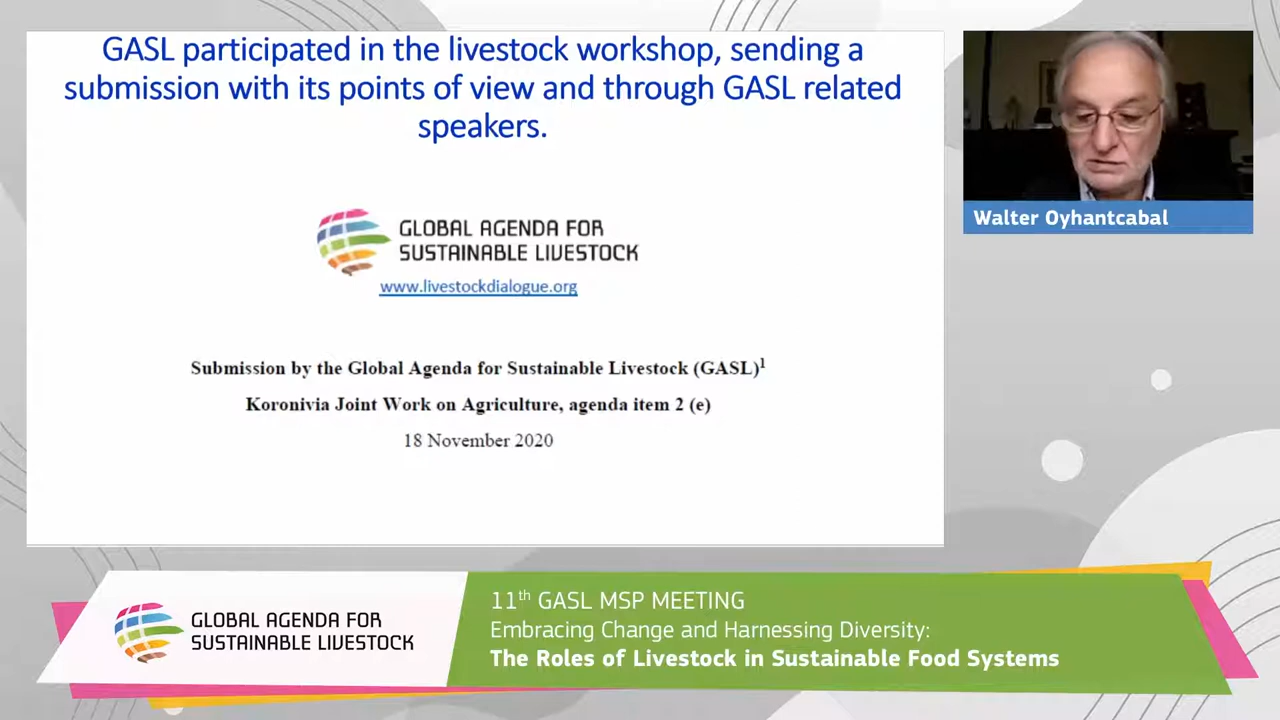 GASL participated in the livestock workshop, sending a
submission with its points of view and through GASL related
speakers.
GLOBAL AGENDA FOR
SUSTAINABLE LIVESTOCK
www.livestockdialogue.org
Submission by the Global Agenda for Sustainable Livestock (GASL)1
Koronivia Joint Work on Agriculture, agenda item 2 (e)
18 November 2020
Walter Oyhantcabal
GLOBAL AGENDA FOR
SUSTAINABLE LIVESTOCK
11th GASL MSP MEETING
Embracing Change and Harnessing Diversity:
The Roles of Livestock in Sustainable Food Systems